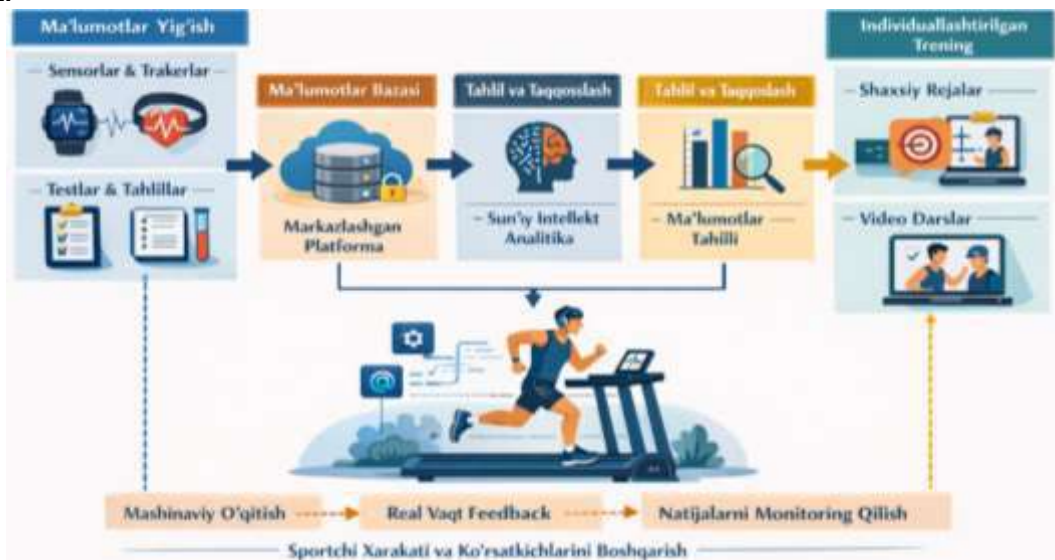 Ma'lumotlar Yig'ish
Sensorlar & Trakerlar
Testlar & Tahlillar
Ma'lumotlar Bazasi
Markazlashgan
Platforma
Tahlil va Taqqosslash
Sun'iy Intellekt
Analitika
Tahlil va Taqqoslash
Ma'lumotlar
Tahlili
Individuallashtirilgan
Trening
Shaxsiy Rejalar
Video Darslar
Mashinaviy O'qitish
Real Vaqt Feedback
Natijalarni Monitoring Qilish
Sportchi Xarakati va Ko'rsatkichlarini Boshqarish